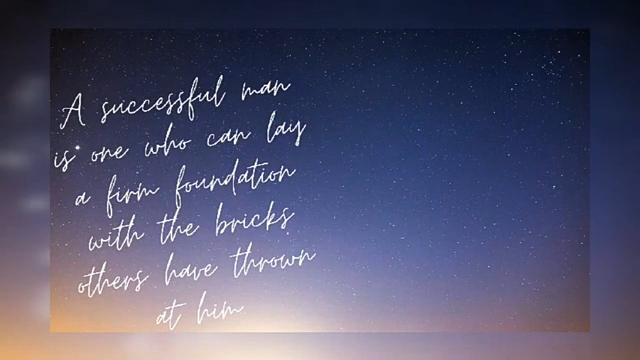 A successful man
is one who can lay
a firm foundation
with the bricks
others have thrown
at him